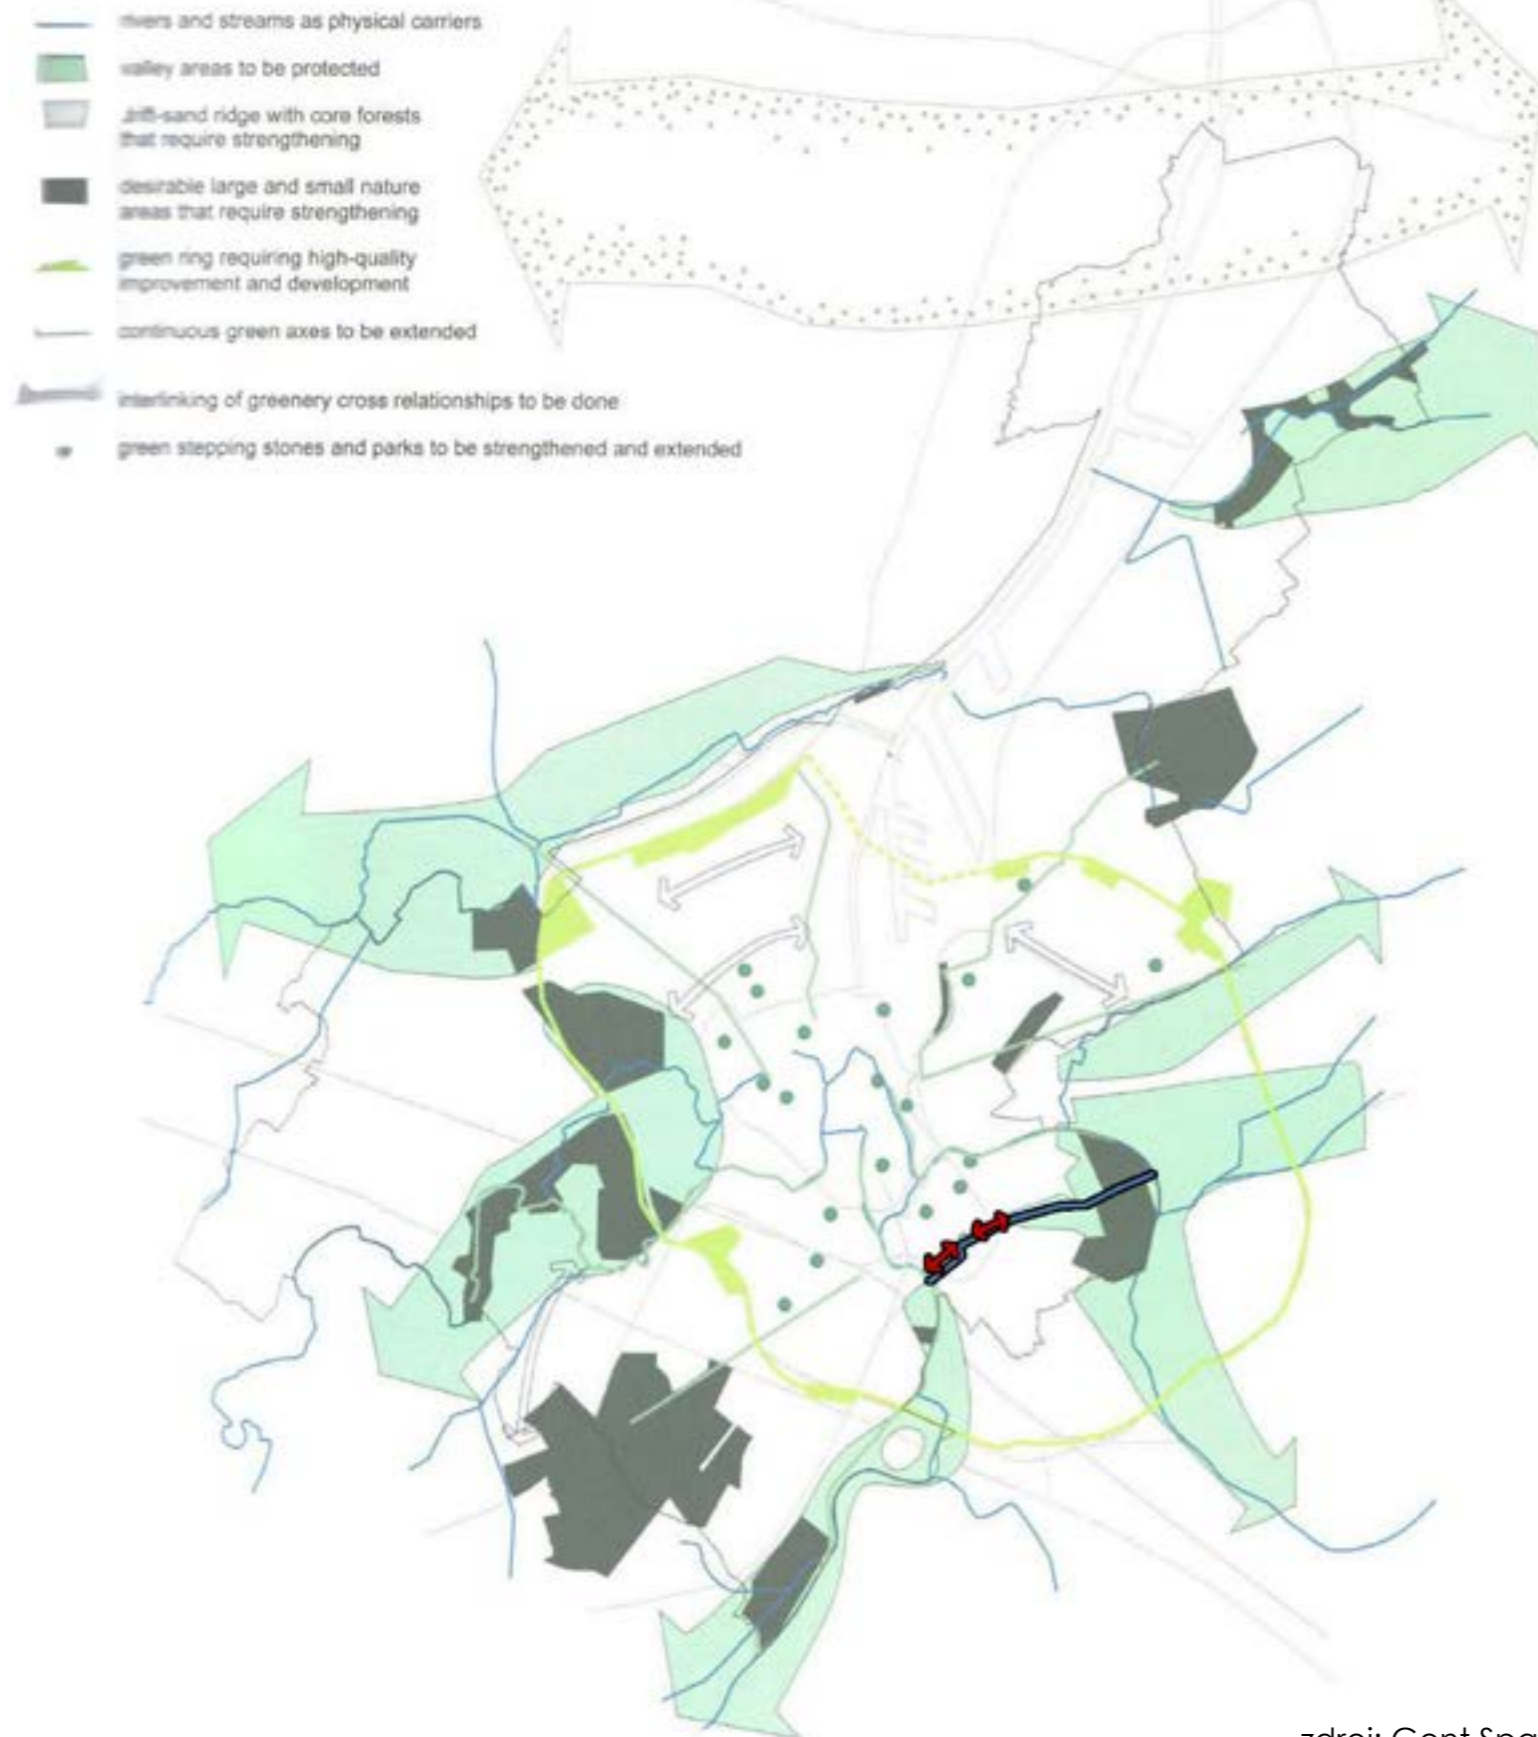 rivers and streams as physical carriers
valley areas to be protected
drift-sand ridge with core forests
that require strengthening
desirable large and small nature
areas that require strengthening
green ring requiring high-quality
improvement and development
continuous green axes to be extended
interlinking of greenery cross relationships to be done
green stepping stones and parks to be strengthened and extended
zdroj: Gent Spa